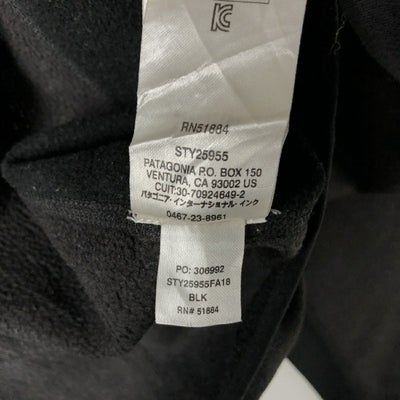 RN51884
STY25955
PATAGONIA P.O. BOX 150
VENTURA, CA 93002 US
CUIT:30-70924649-2
パタゴニア・インターナショナル・インク
0467-23-8961
PO: 306992
STY25955FA18
BLK
RN# 51884